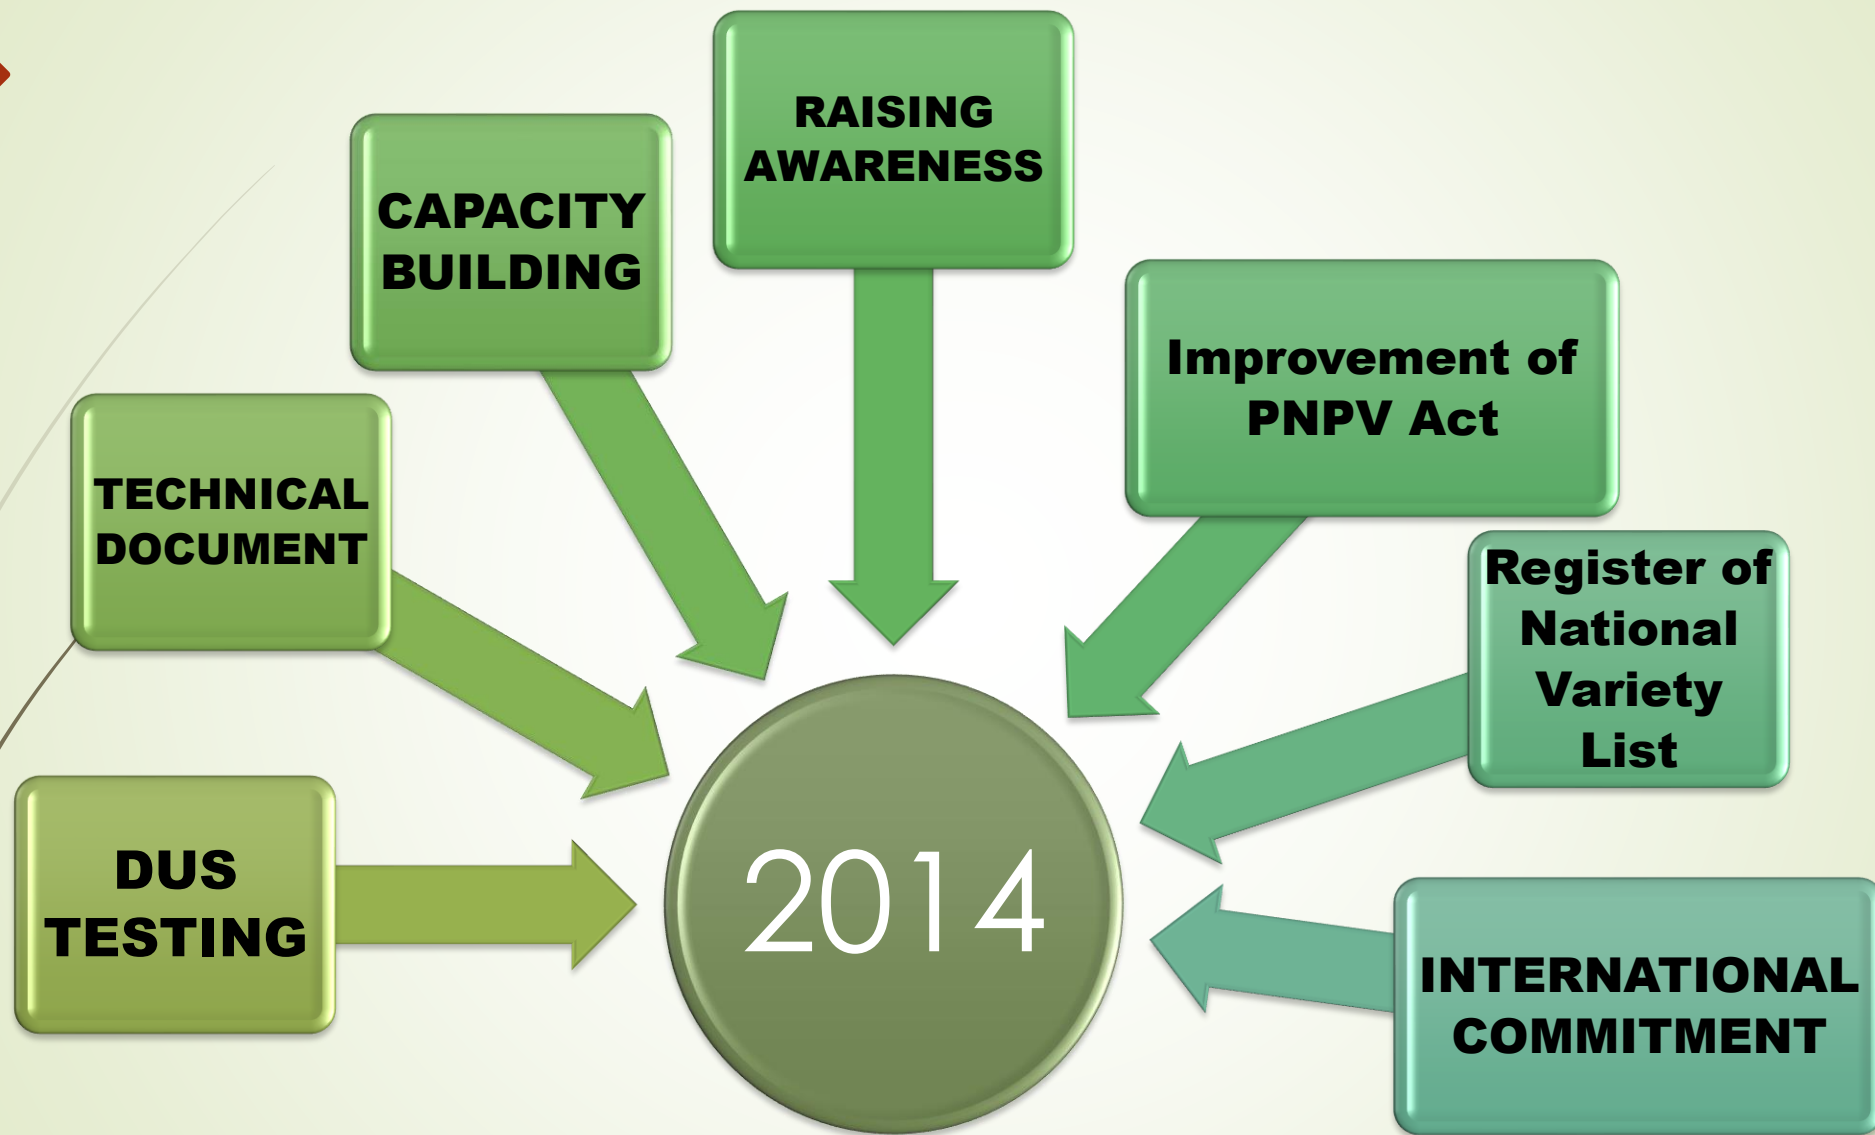 RAISING
AWARENESS
CAPACITY
BUILDING
Improvement of
PNPV Act
TECHNICAL
DOCUMENT
Register of
National
Variety
List
DUS
TESTING
2014
INTERNATIONAL
COMMITMENT